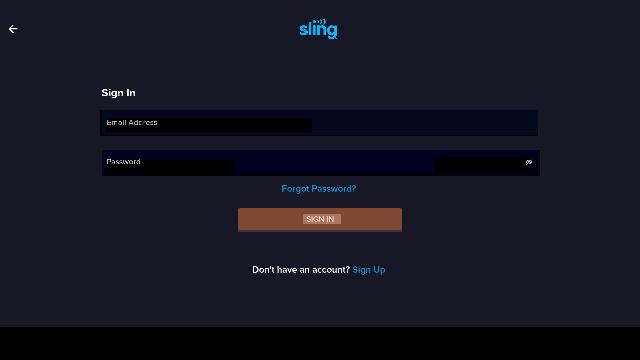 sling
Sign In
Email Address
Password
Forgot Password?
SIGN IN
Don't have an account? Sign Up